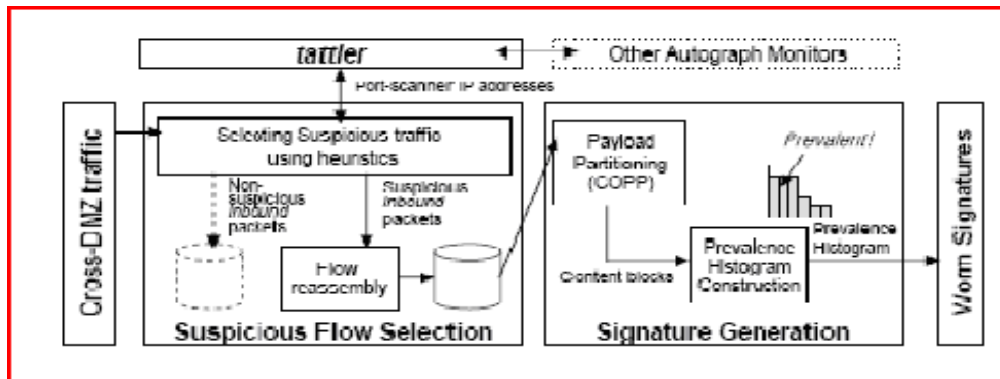 tattler
Other Autograph Monitors
Port-scanner IP addresses
Cross-DMZ traffic
Selecting Suspicious traffic
using heuristics
Non-
suspicious
inbound
packets
Suspicious
inbound
packets
Flow
reassembly
Suspicious Flow Selection
Payload
Partitioning
(COPP)
Content blocks
Prevalent!
Prevalence
Histogram
Construction
Prevalence
Histogram
Signature Generation
Worm Signatures